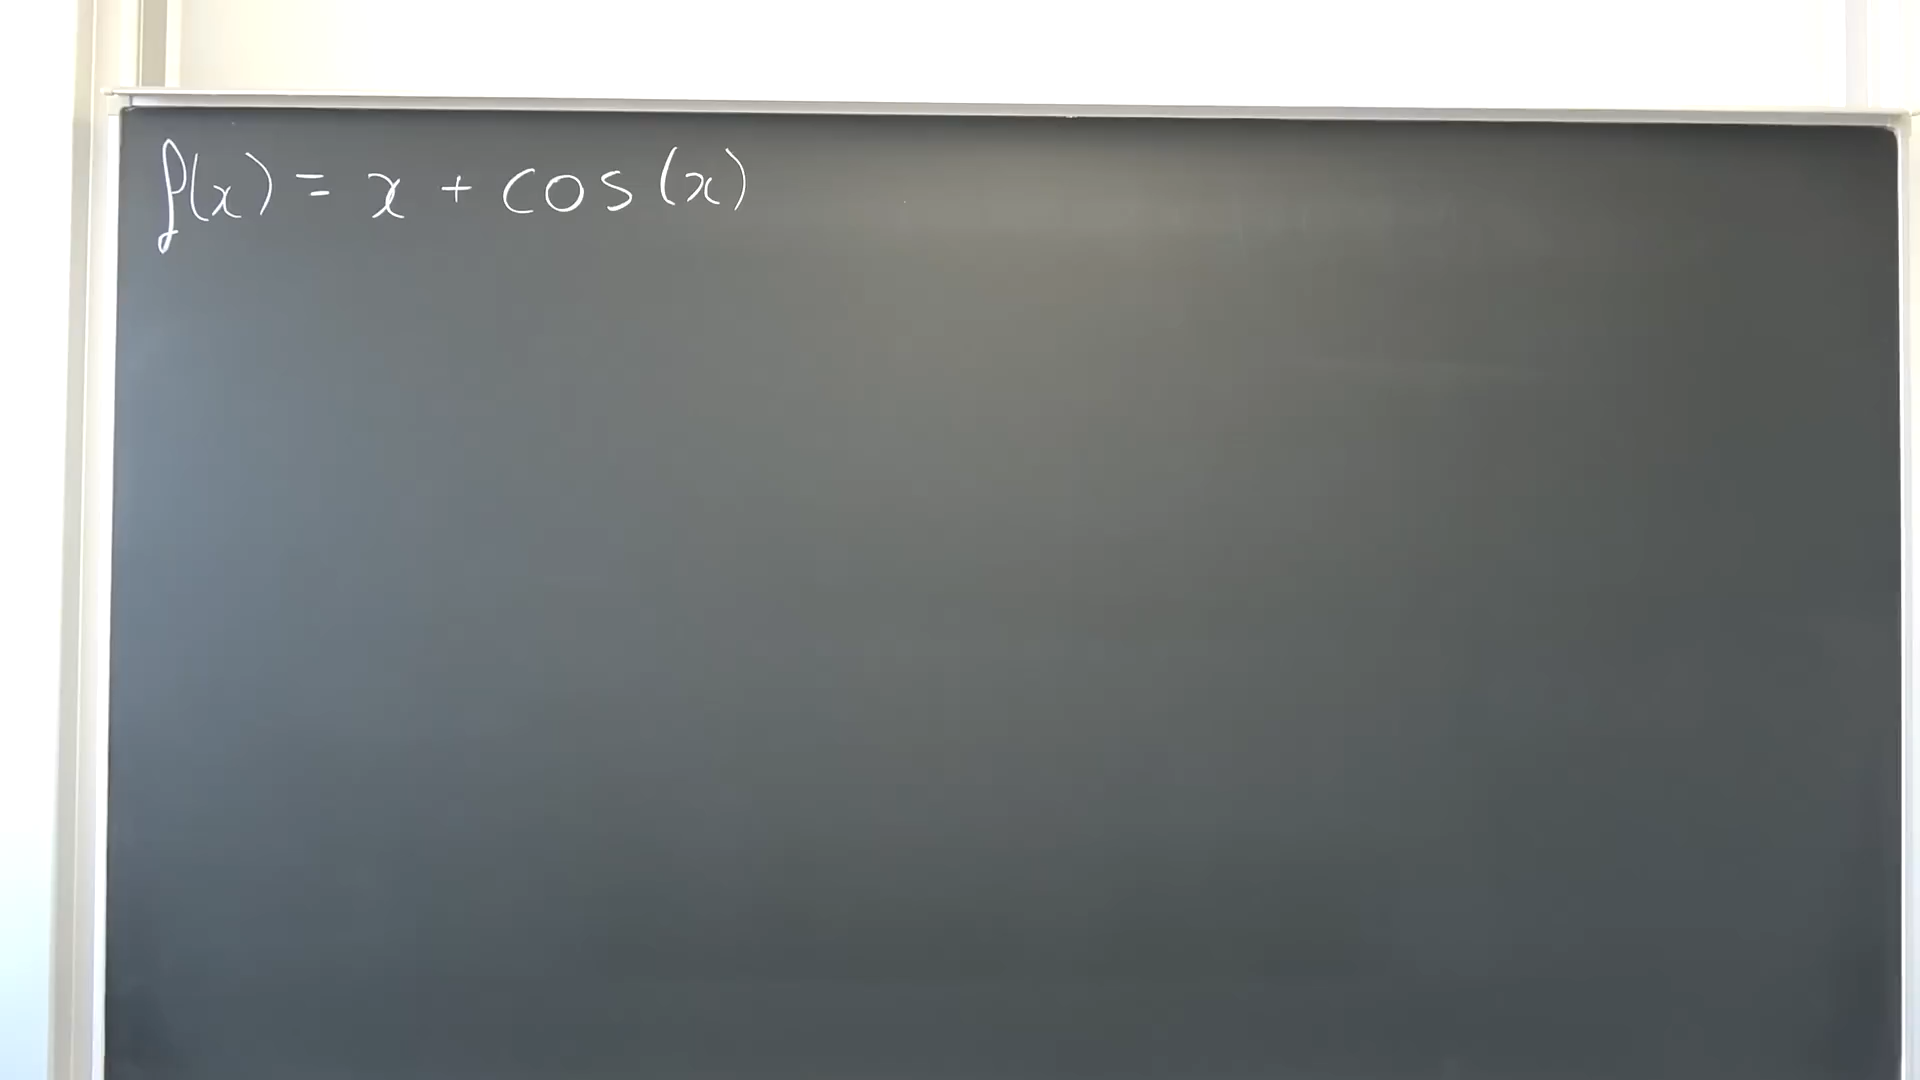 f(x) = x + cos(x)